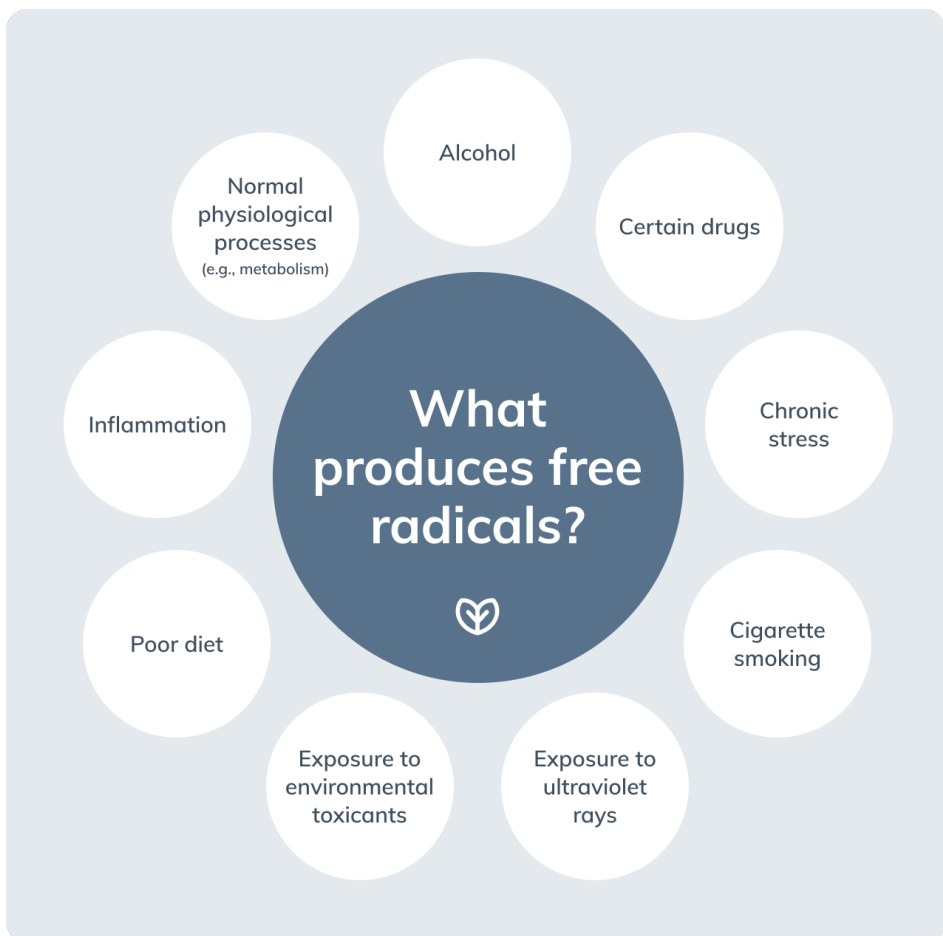 What
produces free
radicals?
Alcohol
Certain drugs
Chronic
stress
Cigarette
smoking
Exposure to
ultraviolet
rays
Exposure to
environmental
toxicants
Poor diet
Inflammation
Normal
physiological
processes
(e.g., metabolism)